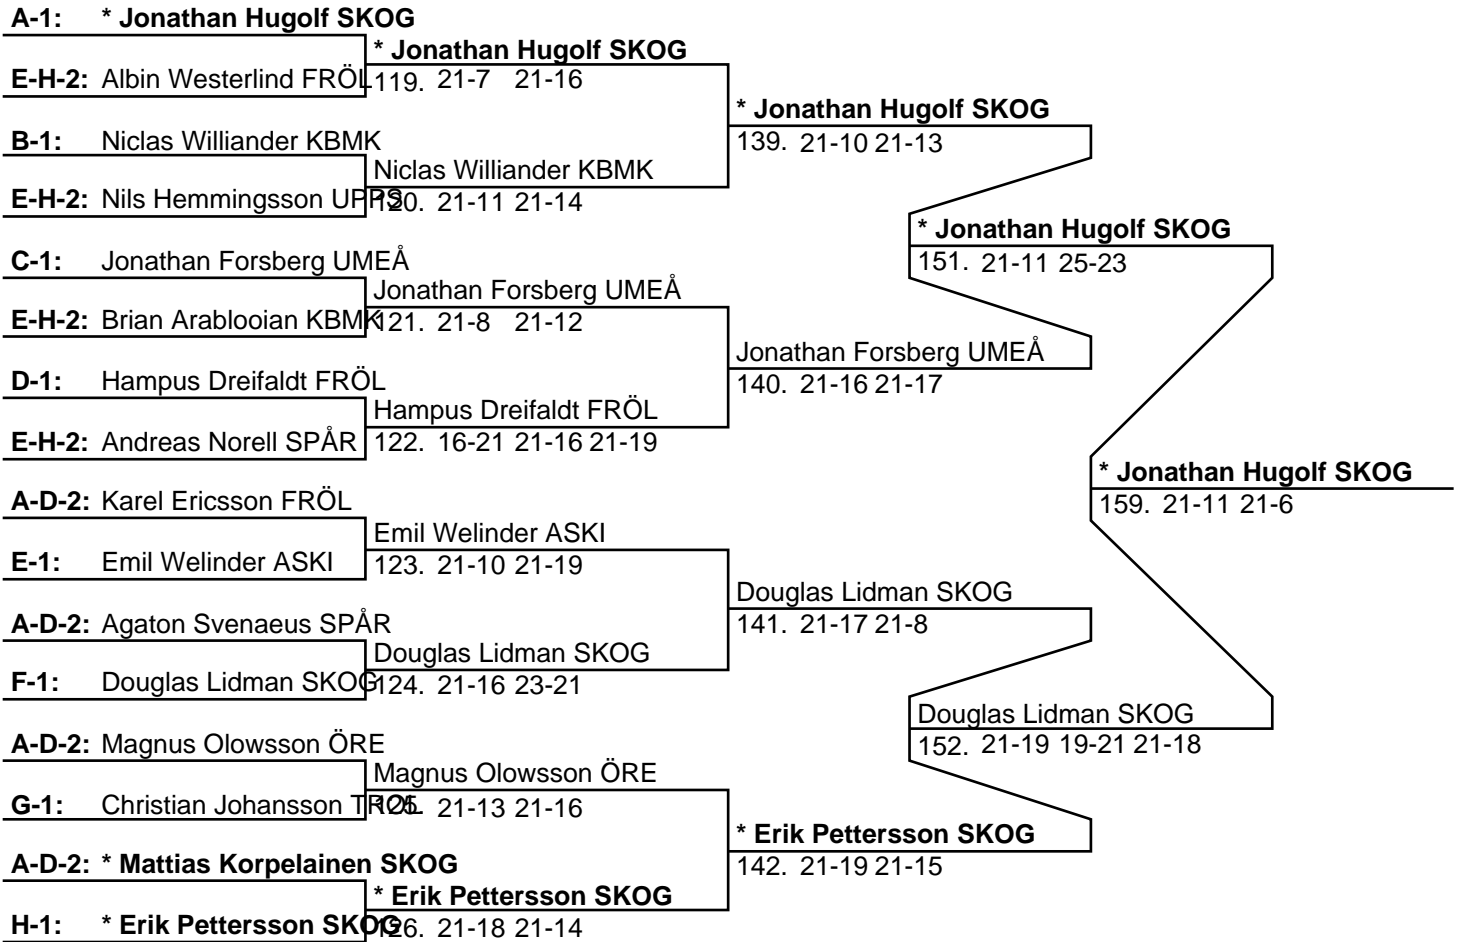 A-1: * Jonathan Hugolf SKOG
* Jonathan Hugolf SKOG
E-H-2: Albin Westerlind FRÖL
119. 21-7 21-16
* Jonathan Hugolf SKOG
139. 21-10 21-13
B-1: Niclas Williander KBMK
Niclas Williander KBMK
E-H-2: Nils Hemmingsson UPPS
120. 21-11 21-14
* Jonathan Hugolf SKOG
151. 21-11 25-23
C-1: Jonathan Forsberg UMEÅ
Jonathan Forsberg UMEÅ
E-H-2: Brian Arablooian KBMK
121. 21-8 21-12
Jonathan Forsberg UMEÅ
140. 21-16 21-17
D-1: Hampus Dreifaldt FRÖL
Hampus Dreifaldt FRÖL
E-H-2: Andreas Norell SPÅR
122. 16-21 21-16 21-19
* Jonathan Hugolf SKOG
159. 21-11 21-6
A-D-2: Karel Ericsson FRÖL
Emil Welinder ASKI
E-1: Emil Welinder ASKI
123. 21-10 21-19
Douglas Lidman SKOG
141. 21-17 21-8
A-D-2: Agaton Svenaeus SPÅR
Douglas Lidman SKOG
F-1: Douglas Lidman SKOG
124. 21-16 23-21
Douglas Lidman SKOG
152. 21-19 19-21 21-18
A-D-2: Magnus Olowsson ÖRE
Magnus Olowsson ÖRE
G-1: Christian Johansson TROL
125. 21-13 21-16
* Erik Pettersson SKOG
142. 21-19 21-15
A-D-2: * Mattias Korpelainen SKOG
* Erik Pettersson SKOG
H-1: * Erik Pettersson SKOG
126. 21-18 21-14